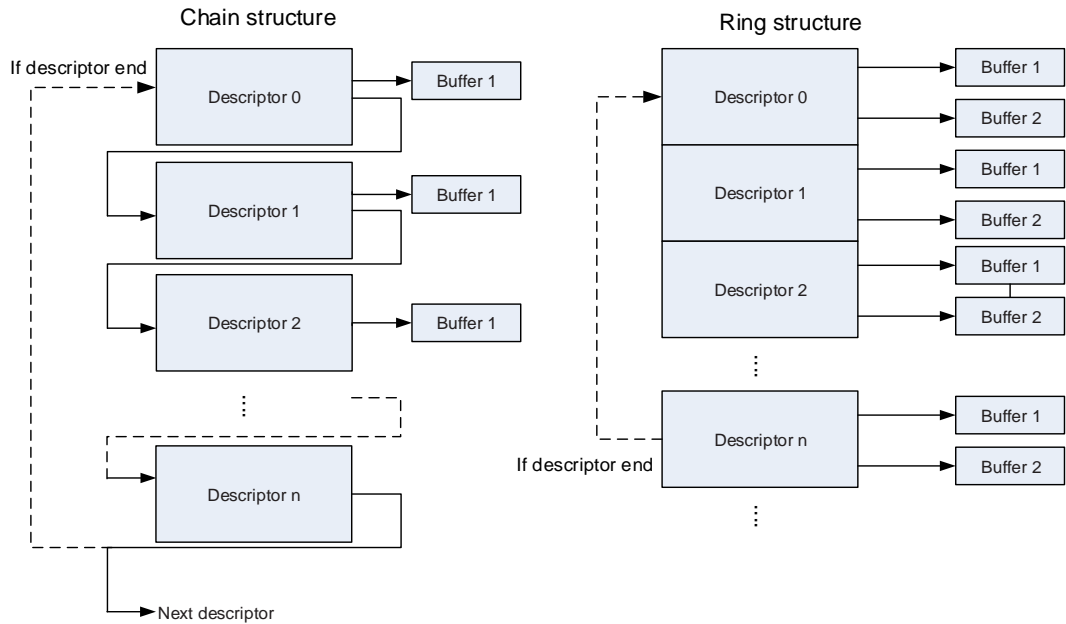 Chain structure
If descriptor end
Descriptor 0
Buffer 1
Descriptor 1
Buffer 1
Descriptor 2
Buffer 1
Descriptor n
Next descriptor
Ring structure
Descriptor 0
Buffer 1
Buffer 2
Descriptor 1
Buffer 1
Buffer 2
Descriptor 2
Buffer 1
Buffer 2
Descriptor n
Buffer 1
Buffer 2
If descriptor end